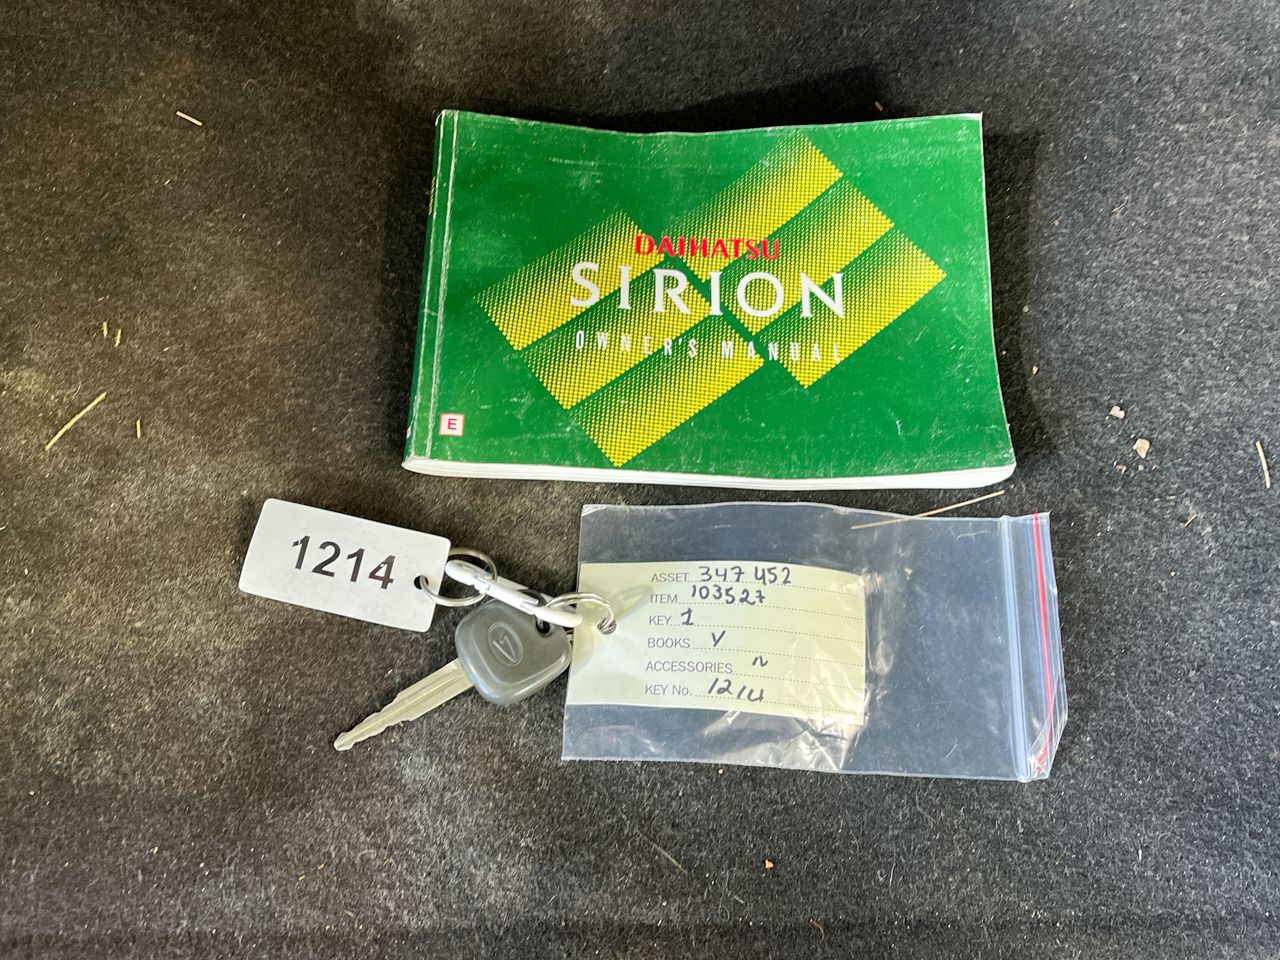 DAIHATSU
SIRION
OWNER'S MANUAL
E
1214
ASSET 347 452
ITEM 103527
KEY 1
BOOKS Y
ACCESSORIES N
KEY No. 1214